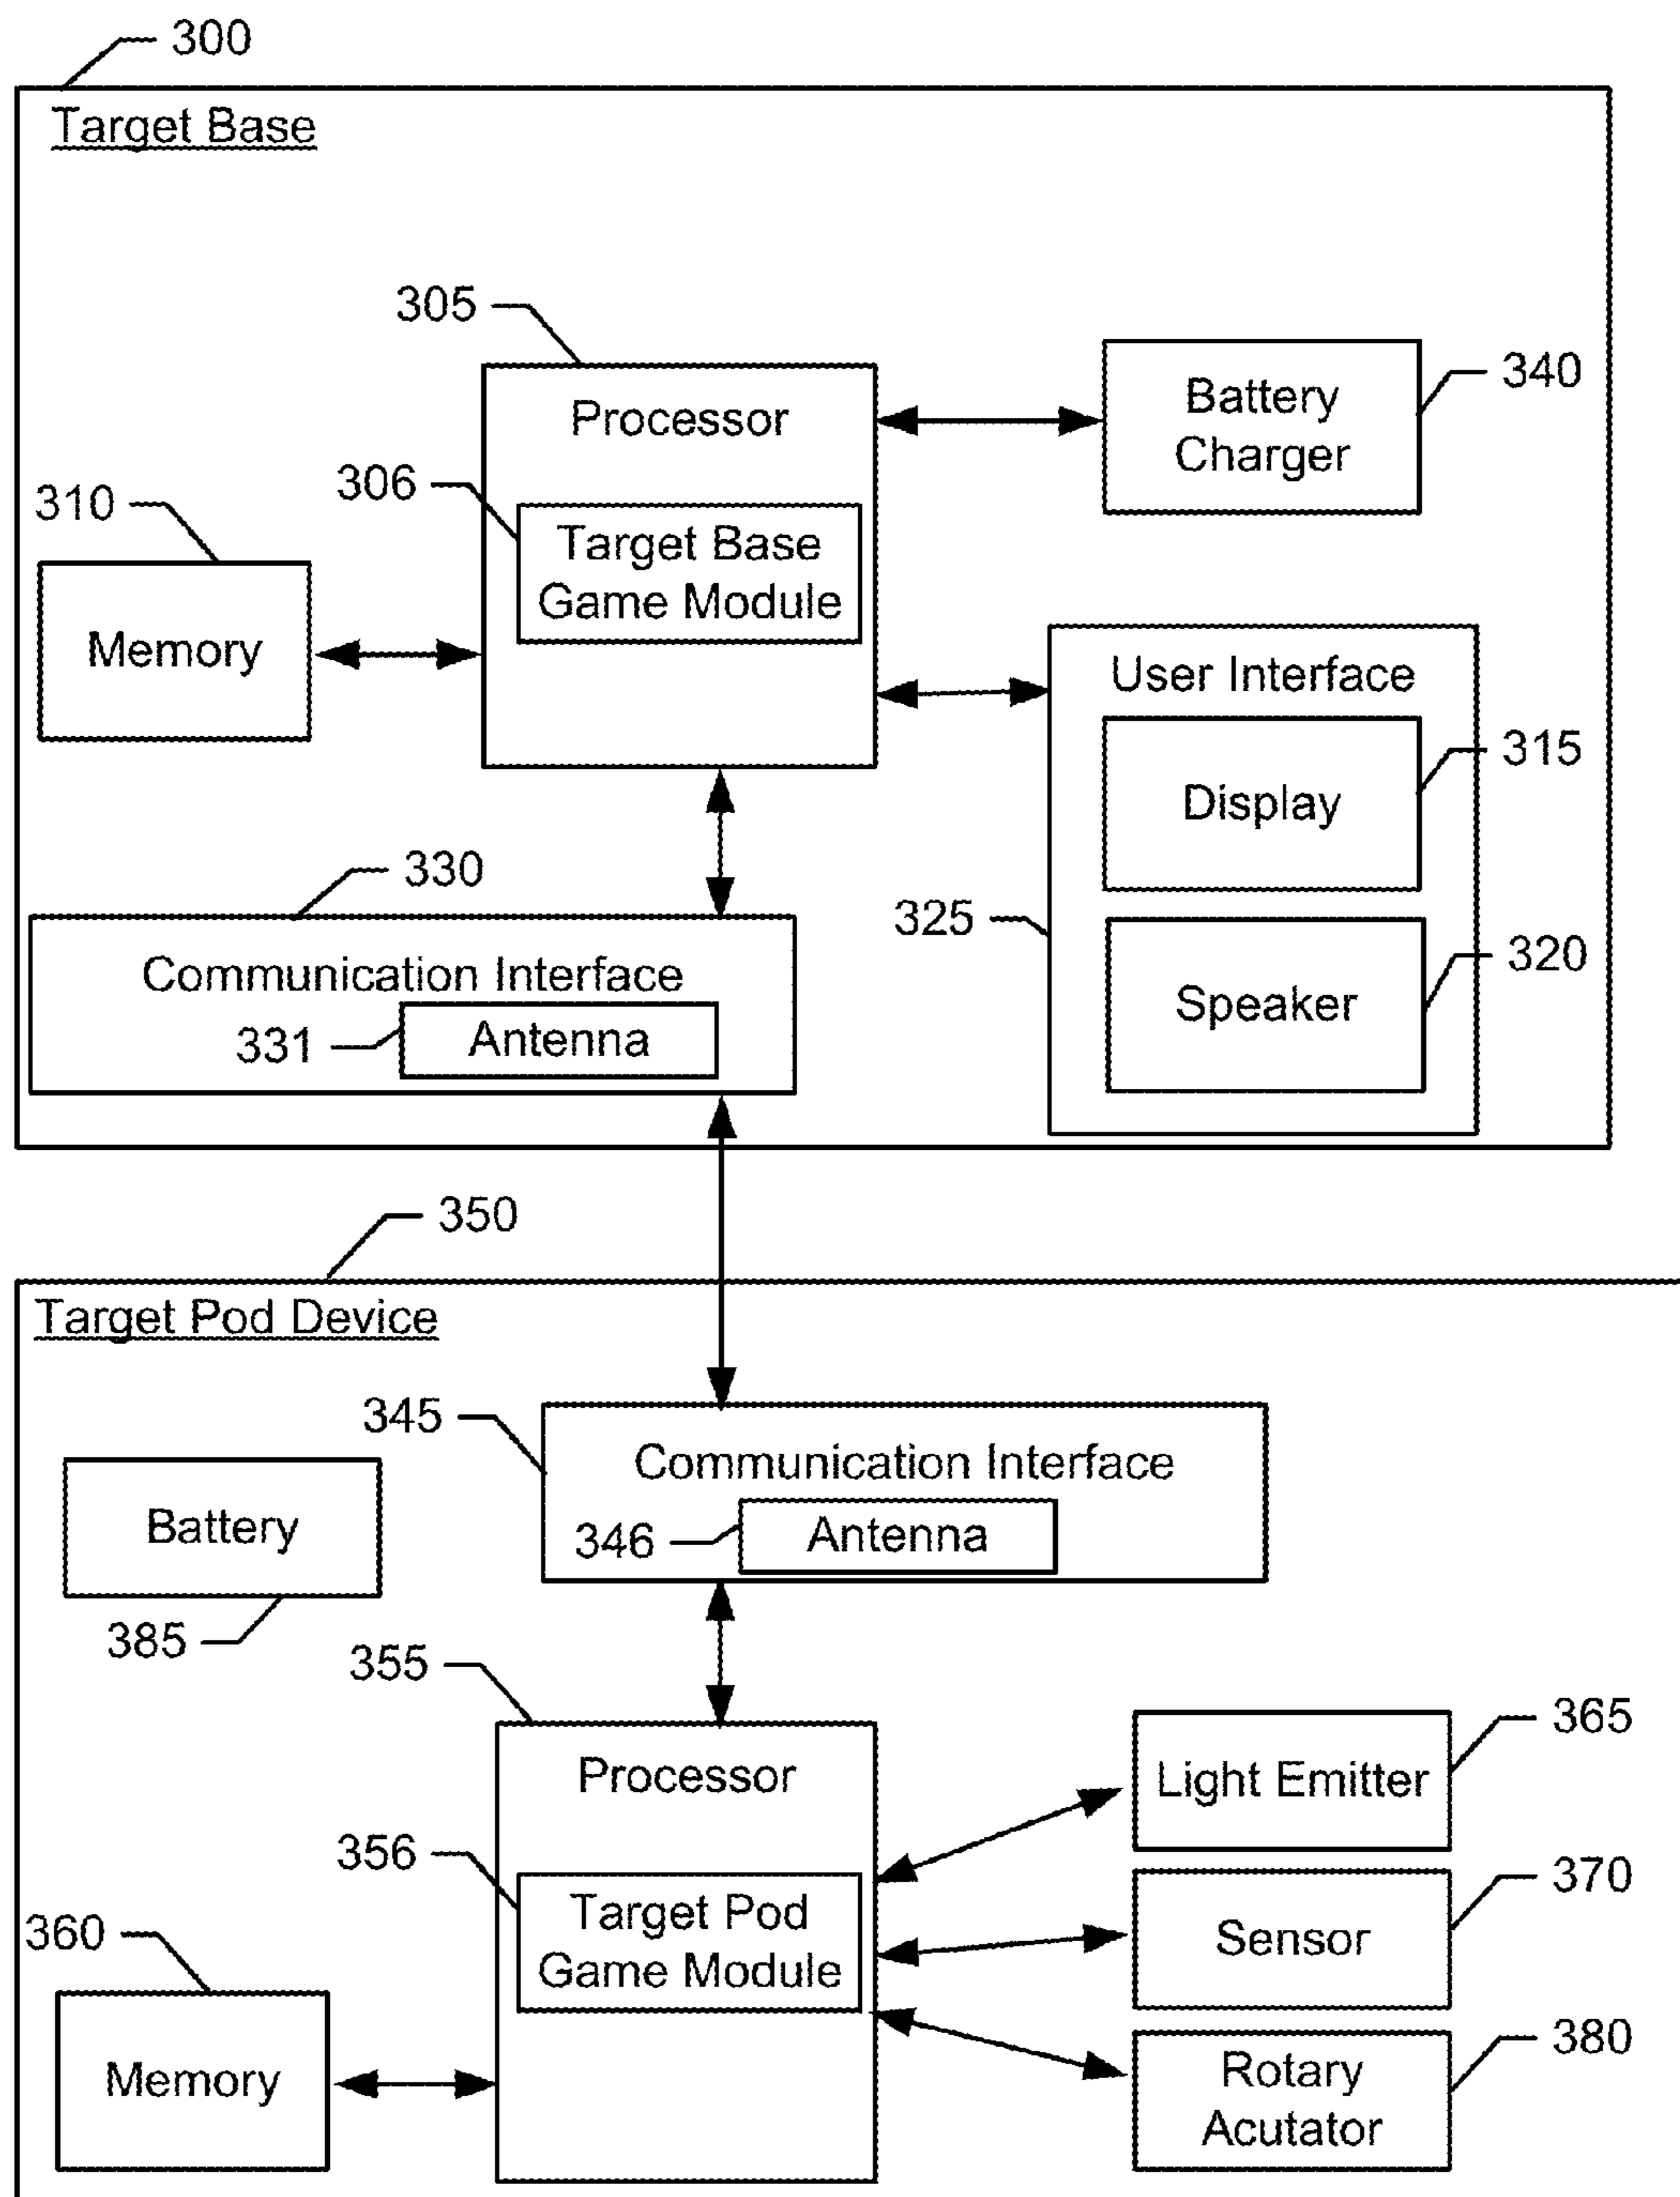 300
Target Base
305
Processor
340
Battery
Charger
306
310
Target Base
Game Module
Memory
User Interface
315
Display
330
325
320
Communication Interface
Speaker
331
Antenna
350
Target Pod Device
345
Communication Interface
Battery
346
Antenna
385
355
365
Processor
Light Emitter
356
370
Target Pod
Game Module
Sensor
360
380
Memory
Rotary
Acutator